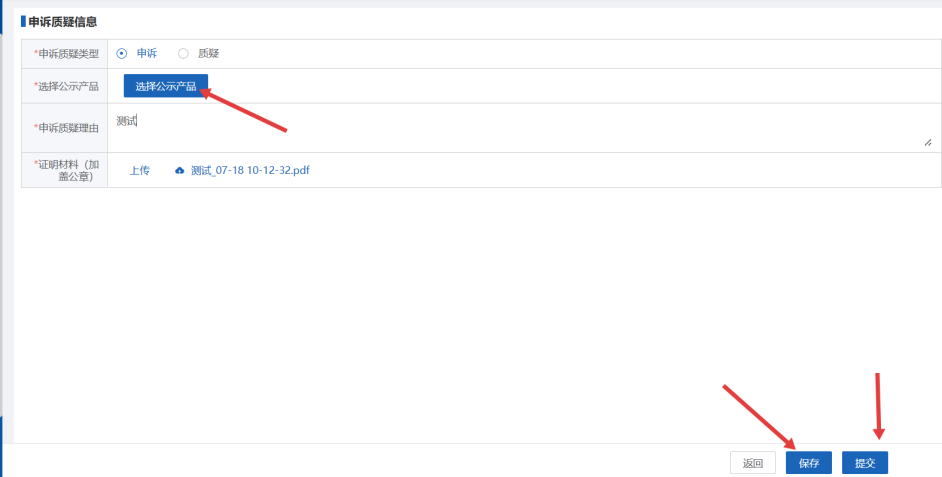 申诉质疑信息
*申诉质疑类型 申诉 质疑
*选择公示产品 选择公示产品
*申诉质疑理由 测试
*证明材料（加
盖公章） 上传 测试_07-18 10-12-32.pdf
返回 保存 提交